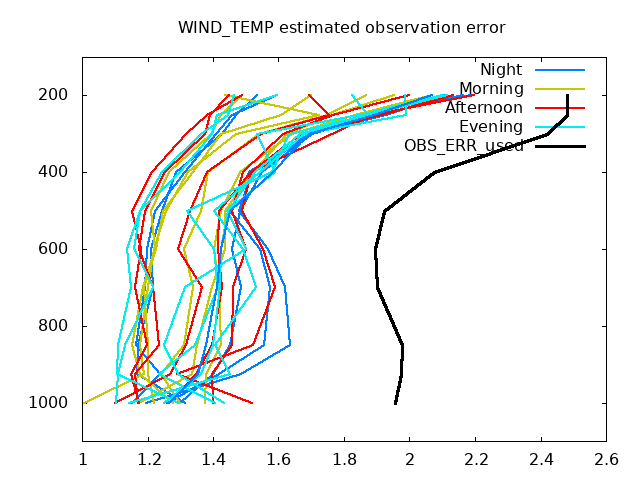 WIND_TEMP estimated observation error
Night
Morning
Afternoon
Evening
OBS_ERR_used
200
400
600
800
1000
1 1.2 1.4 1.6 1.8 2 2.2 2.4 2.6